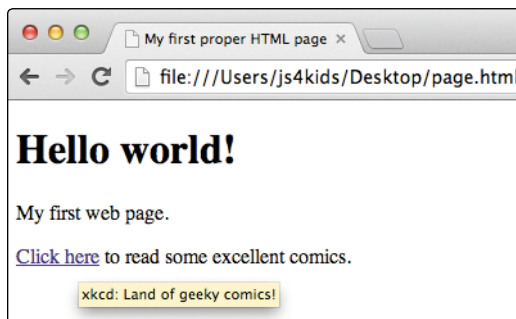 My first proper HTML page
file:///Users/js4kids/Desktop/page.html
Hello world!
My first web page.
Click here to read some excellent comics.
xkcd: Land of geeky comics!